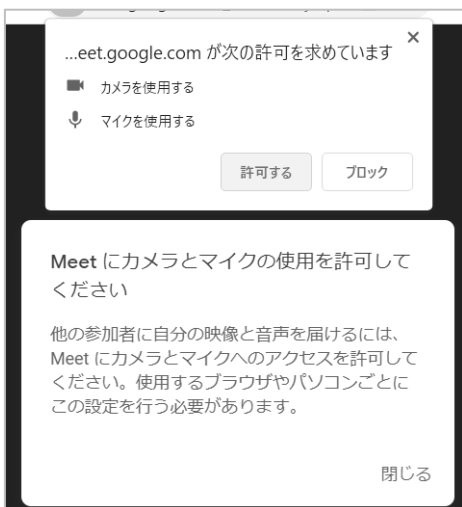 ...eet.google.com が次の許可を求めています
カメラを使用する
マイクを使用する
許可する ブロック
Meet にカメラとマイクの使用を許可して
ください
他の参加者に自分の映像と音声を届けるには、
Meet にカメラとマイクへのアクセスを許可して
ください。使用するブラウザやパソコンごとに
この設定を行う必要があります。
閉じる